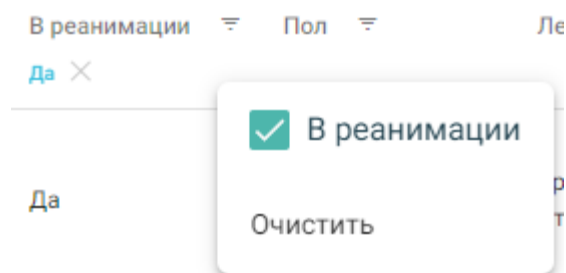 В реанимации Пол
Да
В реанимации
Да
Очистить